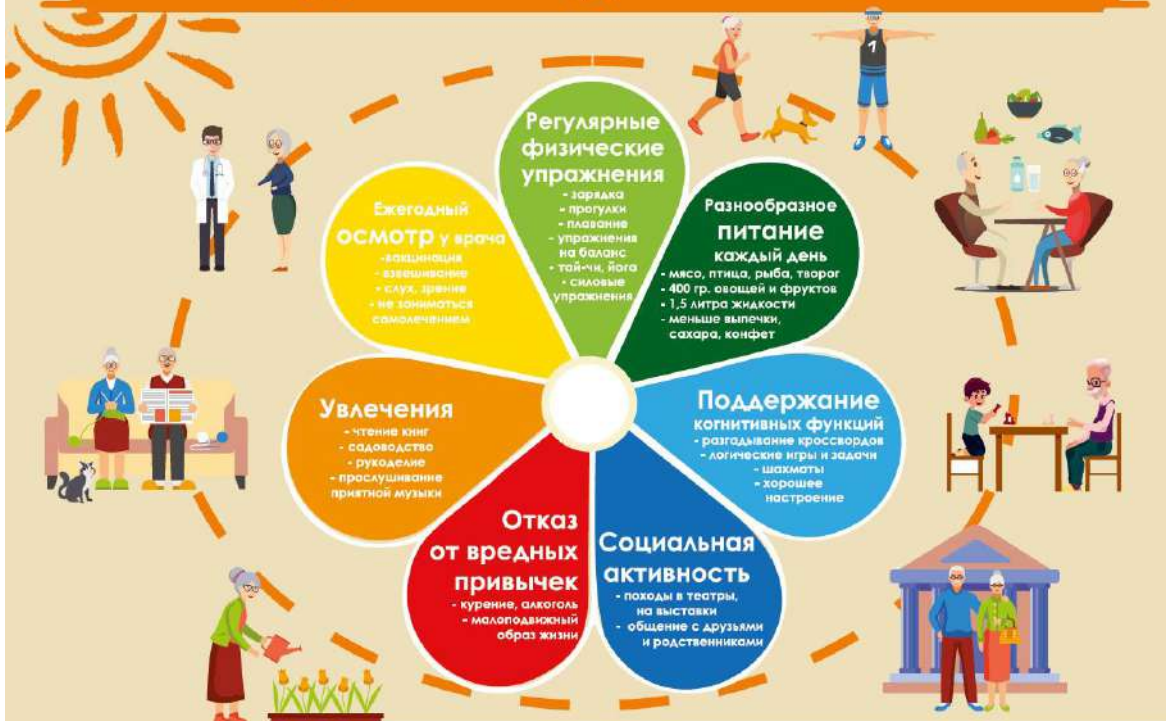 Регулярные
физические
упражнения
- зарядка
- прогулки
- плавание
- упражнения
на баланс
- тай-чи, йога
- силовые
упражнения
Разнообразное
питание
каждый день
- мясо, птица, рыба, творог
- 400 гр. овощей и фруктов
- 1,5 литра жидкости
- меньше выпечки,
сахара, конфет
Поддержание
когнитивных функций
- разгадывание кроссвордов
- логические игры и задачи
- шахматы
- хорошее
настроение
Социальная
активность
- походы в театры,
на выставки
- общение с друзьями
и родственниками
Отказ
от вредных
привычек
- курение, алкоголь
- малоподвижный
образ жизни
Увлечения
- чтение книг
- садоводство
- рукоделие
- прослушивание
приятной музыки
Ежегодный
осмотр у врача
-вакцинация
- взвешивание
- слух, зрение
- не заниматься
самолечением
1